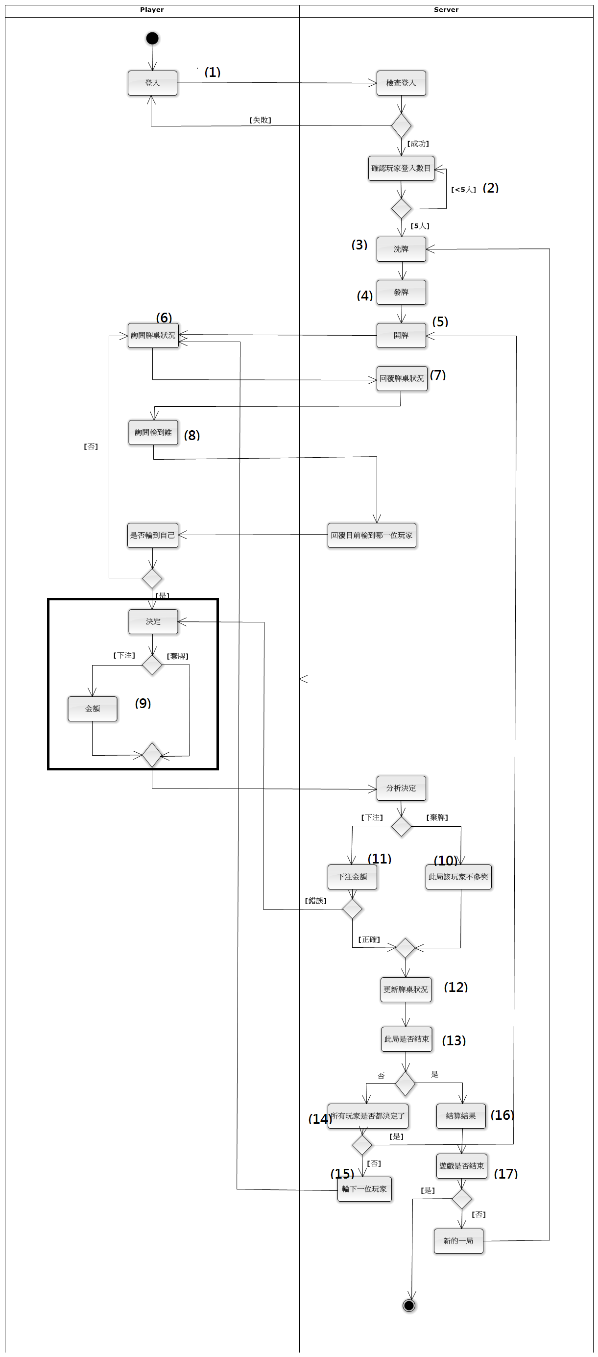 Player
Server
登入
(1)
檢查登入
[失敗]
[成功]
確認玩家登入數目
[<5人]
(2)
[5人]
(3)
洗牌
(4)
發牌
(5)
開牌
(6)
詢問牌桌狀況
回覆牌桌狀況
(7)
詢問輪到誰
(8)
[否]
是否輪到自己
回覆目前輪到哪一位玩家
[是]
決定
[下注]
[棄牌]
金額
(9)
分析決定
[下注]
[棄牌]
(11)
(10)
下注金額
此局該玩家不參與
[錯誤]
[正確]
更新牌桌狀況
(12)
此局是否結束
(13)
否
是
所有玩家是否都決定了
(14)
結算結果
(16)
[是]
[否]
遊戲是否結束
(17)
(15)
輪下一位玩家
[是]
[否]
新的一局